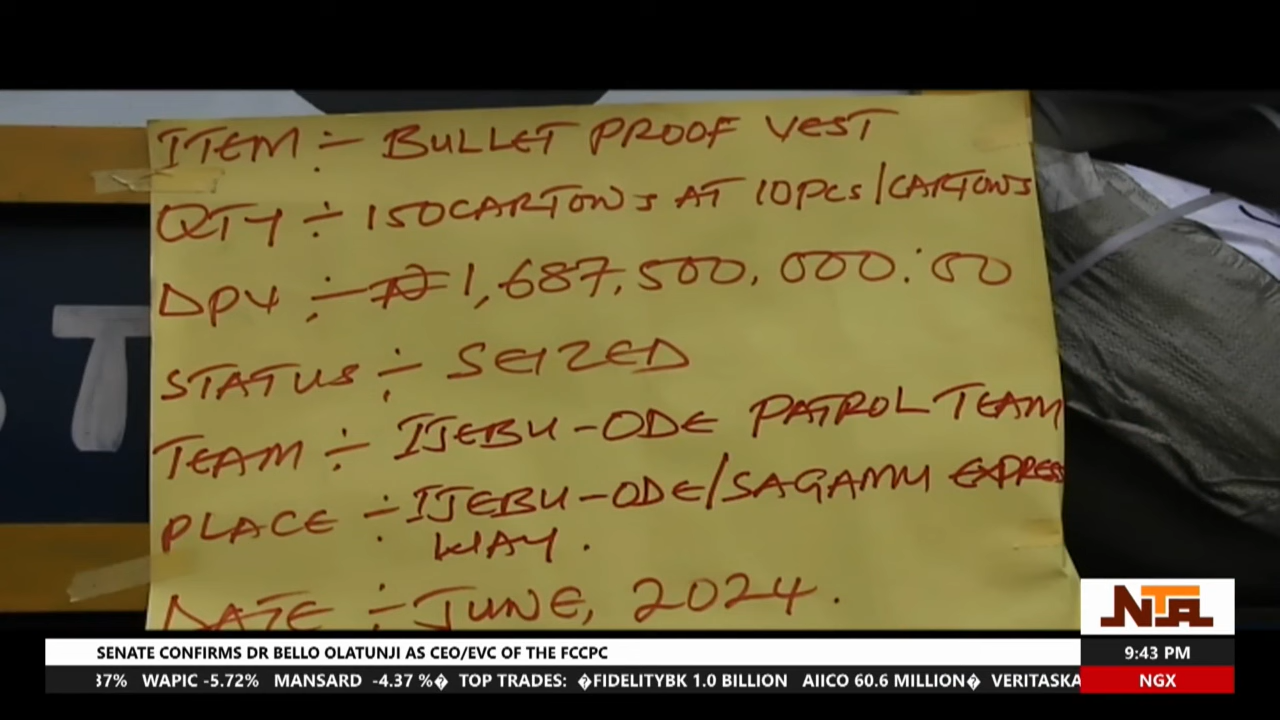 ITEM :- BULLET PROOF VEST
QTY :- 150CARTONS AT 10PCs/CARTONS
DPV :- ₦1,687,500,000:00
STATUS :- SEIZED
TEAM :- IJEBU-ODE PATROL TEAM
PLACE :- IJEBU-ODE/SAGAMU EXPRESS
WAY.
DATE :- JUNE, 2024.
T
NTA
SENATE CONFIRMS DR BELLO OLATUNJI AS CEO/EVC OF THE FCCPC
9:43 PM
37% WAPIC -5.72% MANSARD -4.37 %� TOP TRADES: �FIDELITYBK 1.0 BILLION AIICO 60.6 MILLION� VERITASKA
NGX